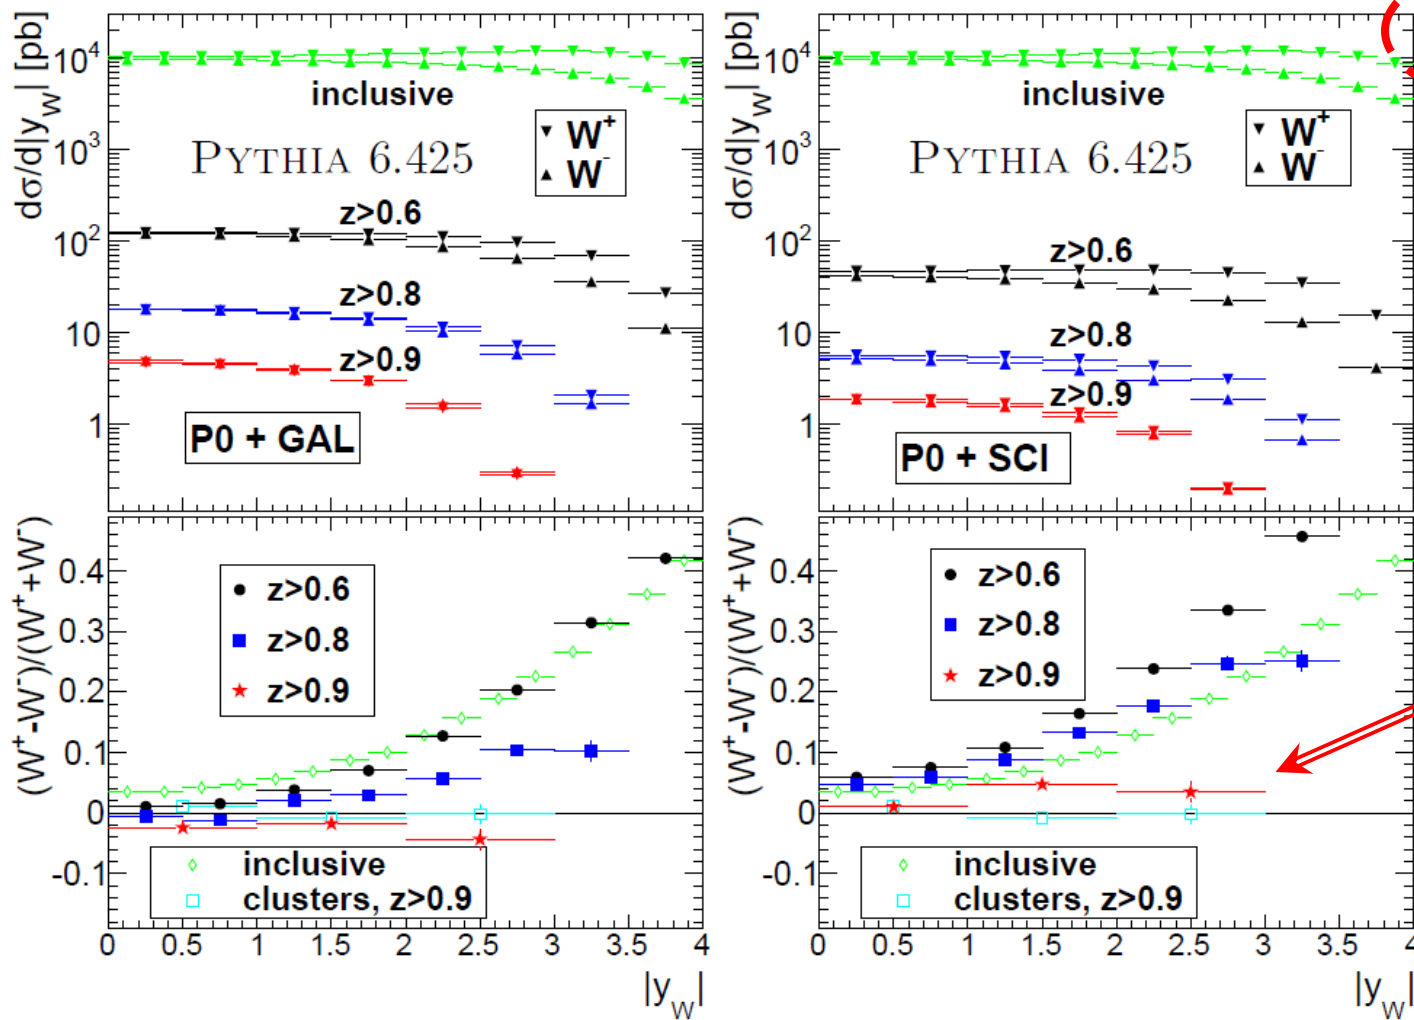 dσ/d|y_W| [pb]
10^4
10^3
10^2
10
1
inclusive
PYTHIA 6.425
W^+
W^-
z>0.6
z>0.8
z>0.9
P0 + GAL
dσ/d|y_W| [pb]
10^4
10^3
10^2
10
1
inclusive
PYTHIA 6.425
W^+
W^-
z>0.6
z>0.8
z>0.9
P0 + SCI
(W^+-W^-)/(W^++W^-)
0.4
0.3
0.2
0.1
0
-0.1
z>0.6
z>0.8
z>0.9
inclusive
clusters, z>0.9
0 0.5 1 1.5 2 2.5 3 3.5 4
|y_W|
(W^+-W^-)/(W^++W^-)
0.4
0.3
0.2
0.1
0
-0.1
z>0.6
z>0.8
z>0.9
inclusive
clusters, z>0.9
0 0.5 1 1.5 2 2.5 3 3.5 4
|y_W|